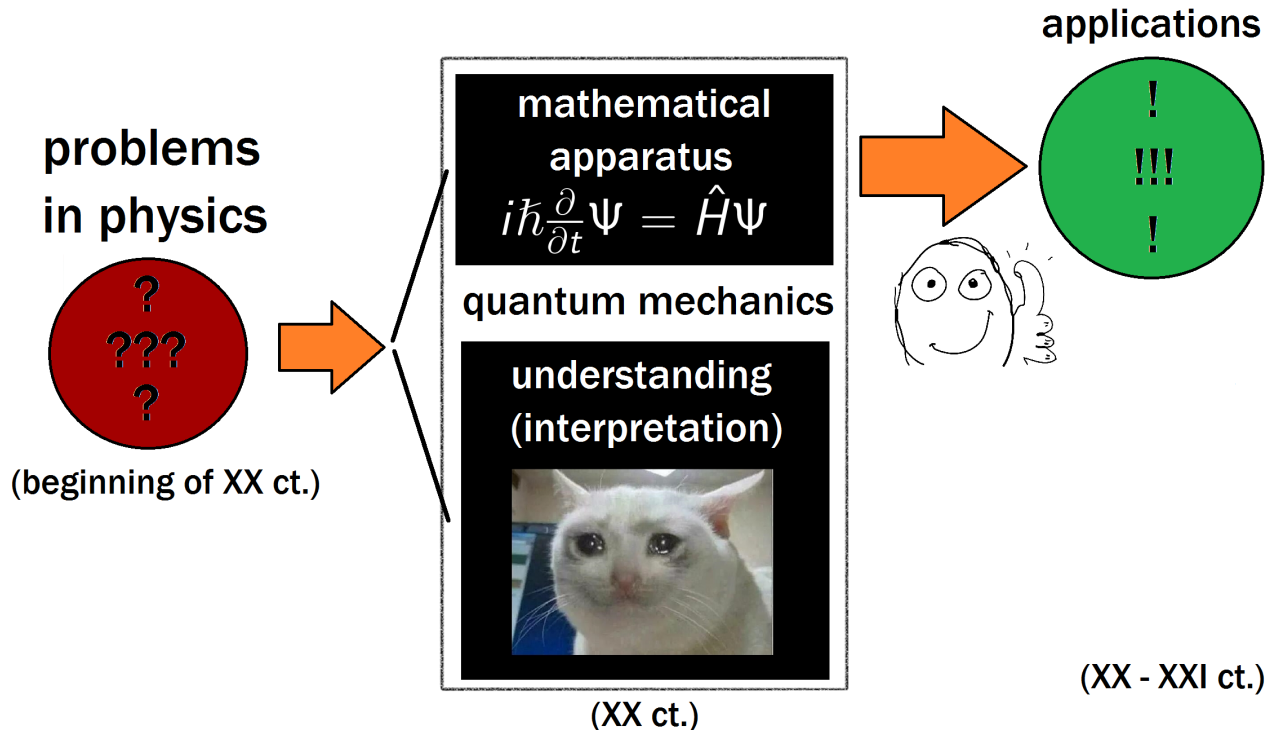 problems
in physics
?
???
?
(beginning of XX ct.)
mathematical
apparatus
iℏ ∂/∂t Ψ = ĤΨ
quantum mechanics
understanding
(interpretation)
(XX ct.)
applications
!
!!!
!
(XX - XXI ct.)